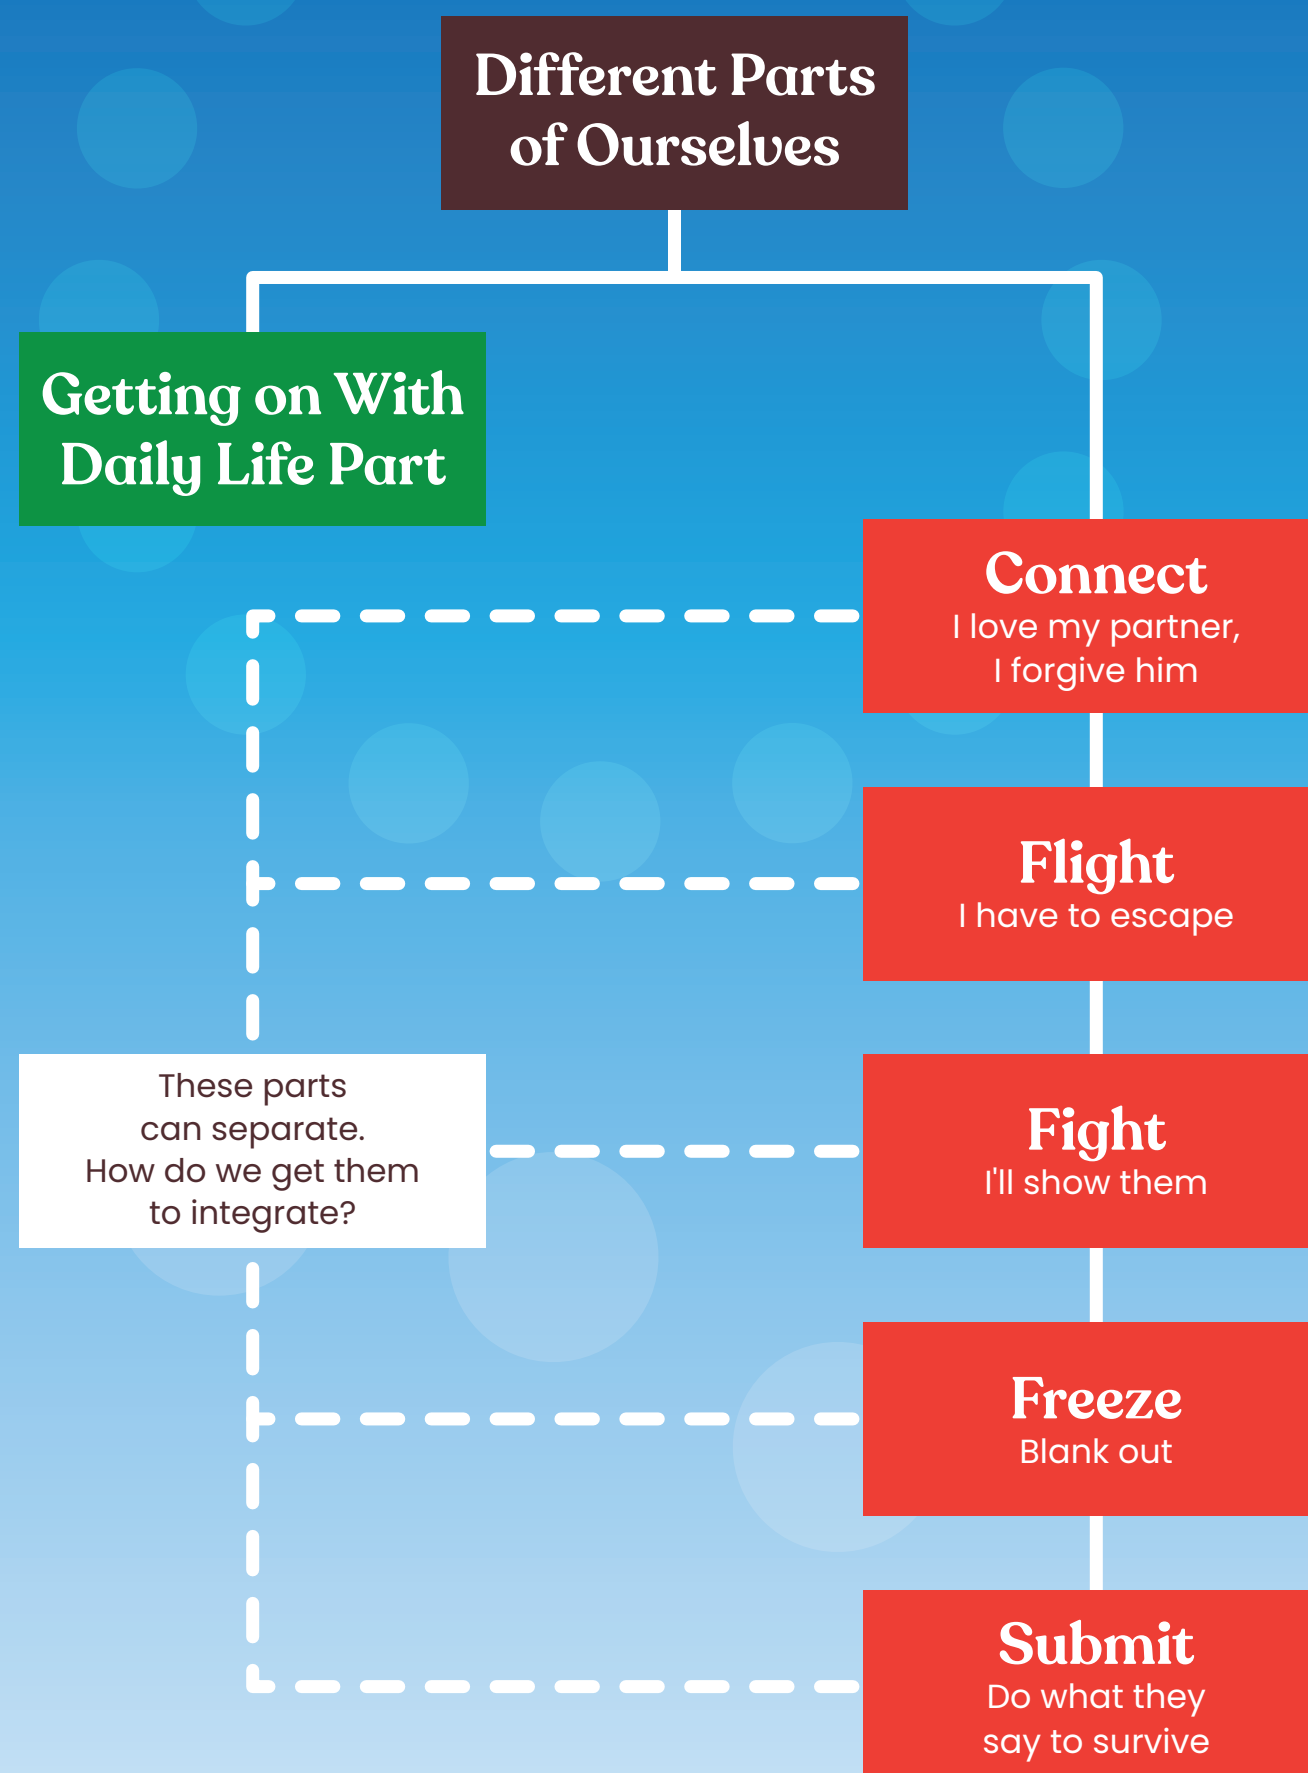 Different Parts
of Ourselves
Getting on With
Daily Life Part
Connect
I love my partner,
I forgive him
Flight
I have to escape
These parts
can separate.
How do we get them
to integrate?
Fight
I'll show them
Freeze
Blank out
Submit
Do what they
say to survive